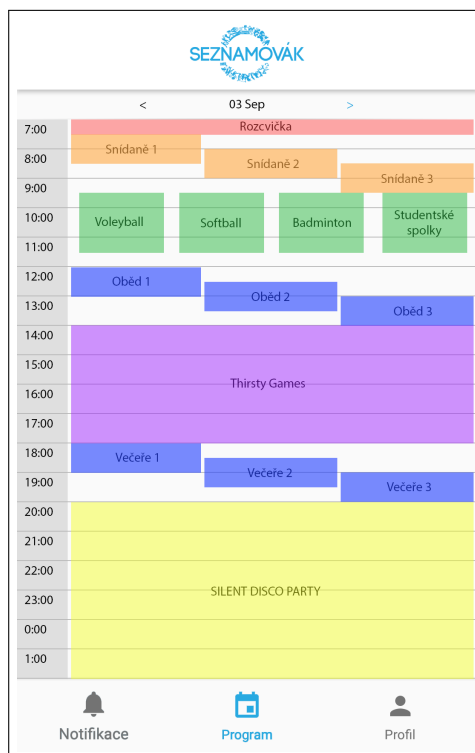 SEZNAMOVÁK
< 03 Sep >
7:00
Rozcvička
Snídaně 1
8:00
Snídaně 2
9:00
Snídaně 3
10:00
Voleyball
Softball
Badminton
Studentské
spolky
11:00
12:00
Oběd 1
Oběd 2
13:00
Oběd 3
14:00
15:00
16:00
Thirsty Games
17:00
18:00
Večeře 1
Večeře 2
19:00
Večeře 3
20:00
21:00
22:00
23:00
SILENT DISCO PARTY
0:00
1:00
Notifikace
Program
Profil